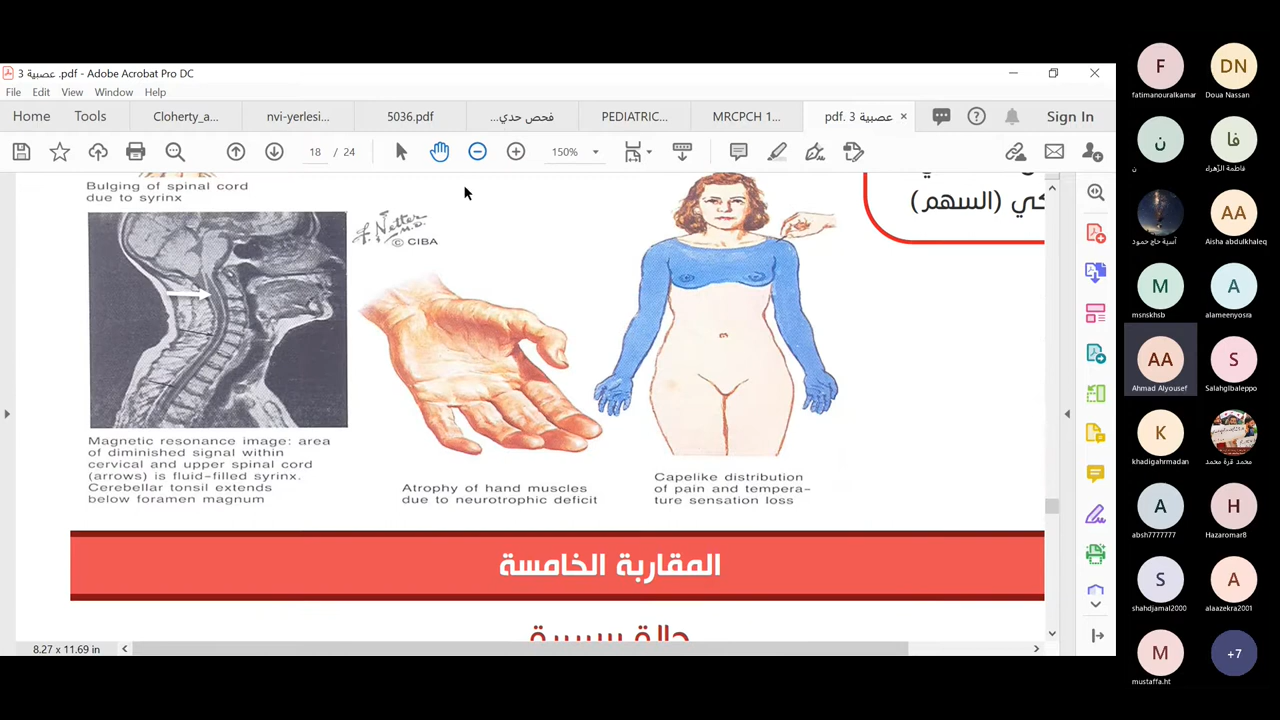 عصبية 3 .pdf - Adobe Acrobat Pro DC
File Edit View Window Help
Home Tools Cloherty_a... nvi-yerlesi... 5036.pdf فحص حدي... PEDIATRIC... MRCPCH 1... عصبية 3 .pdf × Sign In
18 / 24 150%
Bulging of spinal cord
due to syrinx
كي (السهم)
F. Netter
M.D.
© CIBA
Magnetic resonance image: area
of diminished signal within
cervical and upper spinal cord
(arrows) is fluid-filled syrinx.
Cerebellar tonsil extends
below foramen magnum
Atrophy of hand muscles
due to neurotrophic deficit
Capelike distribution
of pain and tempera-
ture sensation loss
المقاربة الخامسة
8.27 x 11.69 in
F DN
fatimanouralkamar Doua Nassan
ن فا
ن فاطمة الزهراء
AA
آسية حاج حمود Aisha abdulkhaleq
M A
msnskhsb alameenyosra
AA S
Ahmad Alyousef Salahglbaleppo
K
khadigahrmadan محمد قرة محمد
A H
absh7777777 Hazaromar8
S A
shahdjamal2000 alaazekra2001
M +7
mustaffa.ht